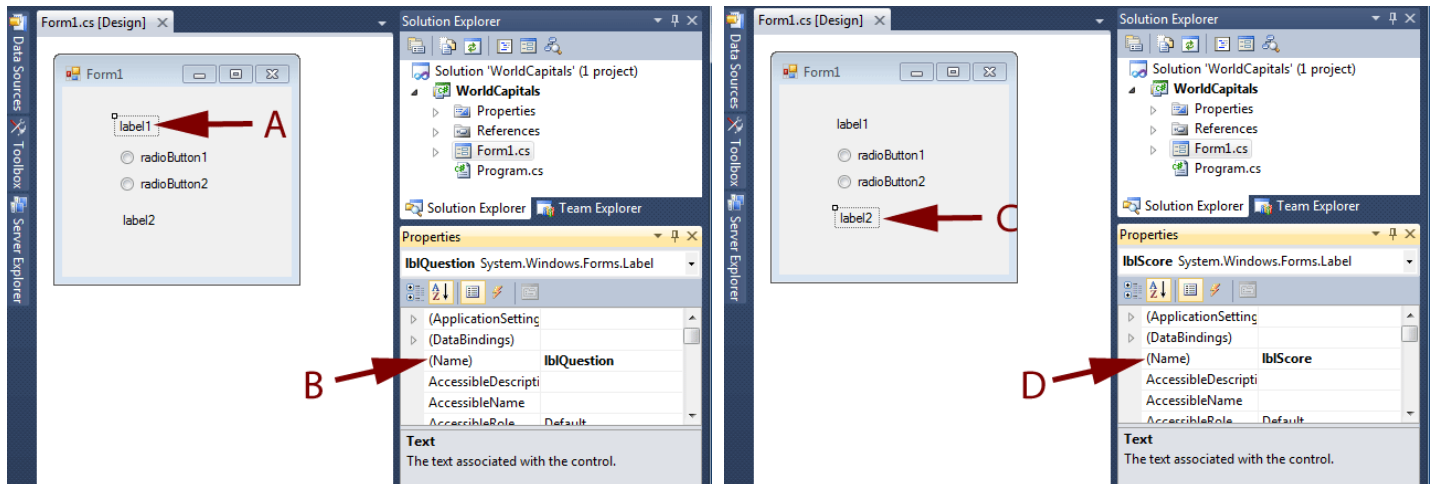 Form1.cs [Design]
Data Sources
Toolbox
Server Explorer
Form1
label1
A
radioButton1
radioButton2
label2
Solution Explorer
Solution 'WorldCapitals' (1 project)
WorldCapitals
Properties
References
Form1.cs
Program.cs
Solution Explorer Team Explorer
Properties
lblQuestion System.Windows.Forms.Label
(ApplicationSetting
(DataBindings)
B
(Name) lblQuestion
AccessibleDescripti
AccessibleName
AccessibleRole Default
Text
The text associated with the control.
Form1.cs [Design]
Data Sources
Toolbox
Server Explorer
Form1
label1
radioButton1
radioButton2
label2
C
Solution Explorer
Solution 'WorldCapitals' (1 project)
WorldCapitals
Properties
References
Form1.cs
Program.cs
Solution Explorer Team Explorer
Properties
lblScore System.Windows.Forms.Label
(ApplicationSetting
(DataBindings)
D
(Name) lblScore
AccessibleDescripti
AccessibleName
AccessibleRole Default
Text
The text associated with the control.